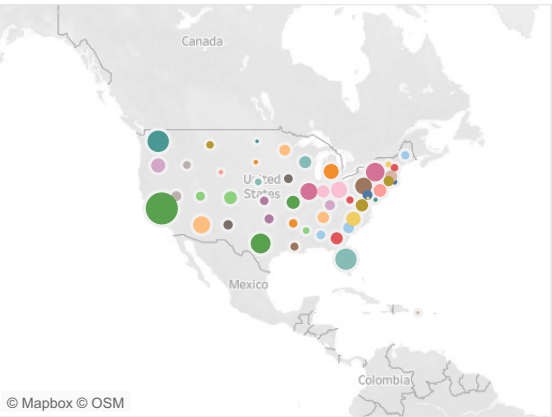 Canada
United
States
Mexico
Colombia
© Mapbox © OSM